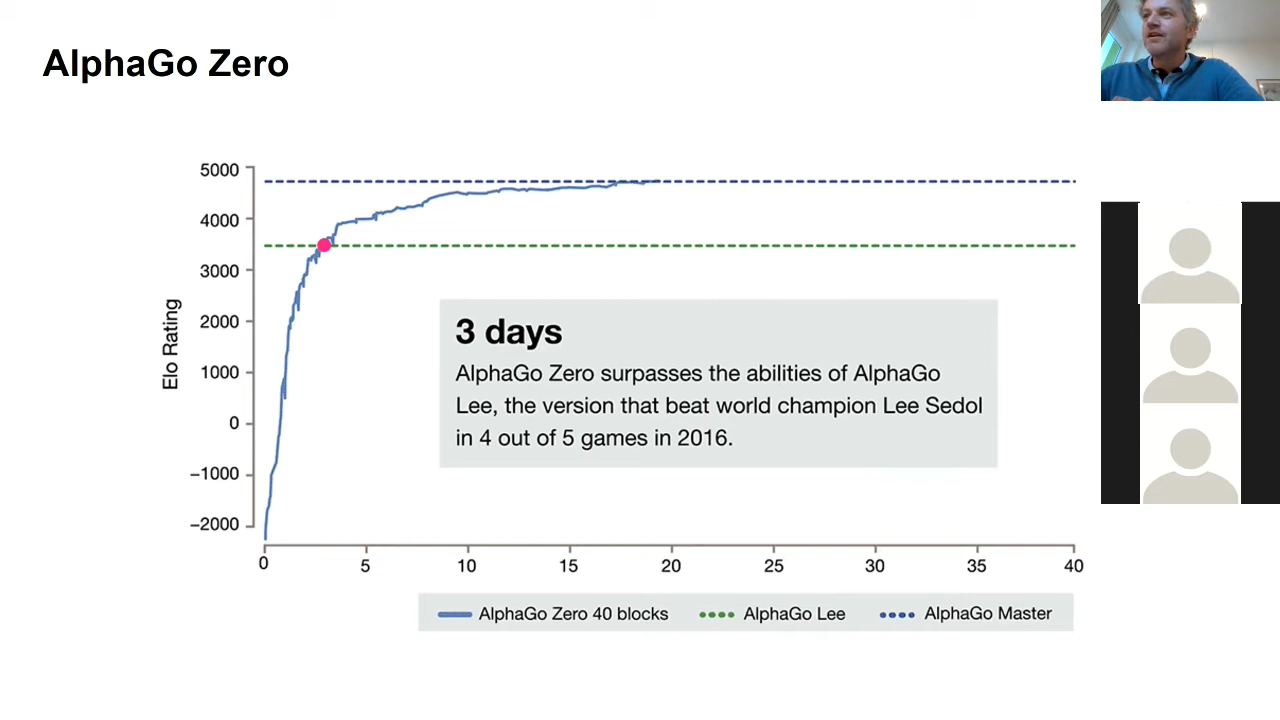 AlphaGo Zero
5000
4000
3000
2000
1000
0
−1000
−2000
Elo Rating
3 days
AlphaGo Zero surpasses the abilities of AlphaGo
Lee, the version that beat world champion Lee Sedol
in 4 out of 5 games in 2016.
0 5 10 15 20 25 30 35 40
AlphaGo Zero 40 blocks AlphaGo Lee AlphaGo Master